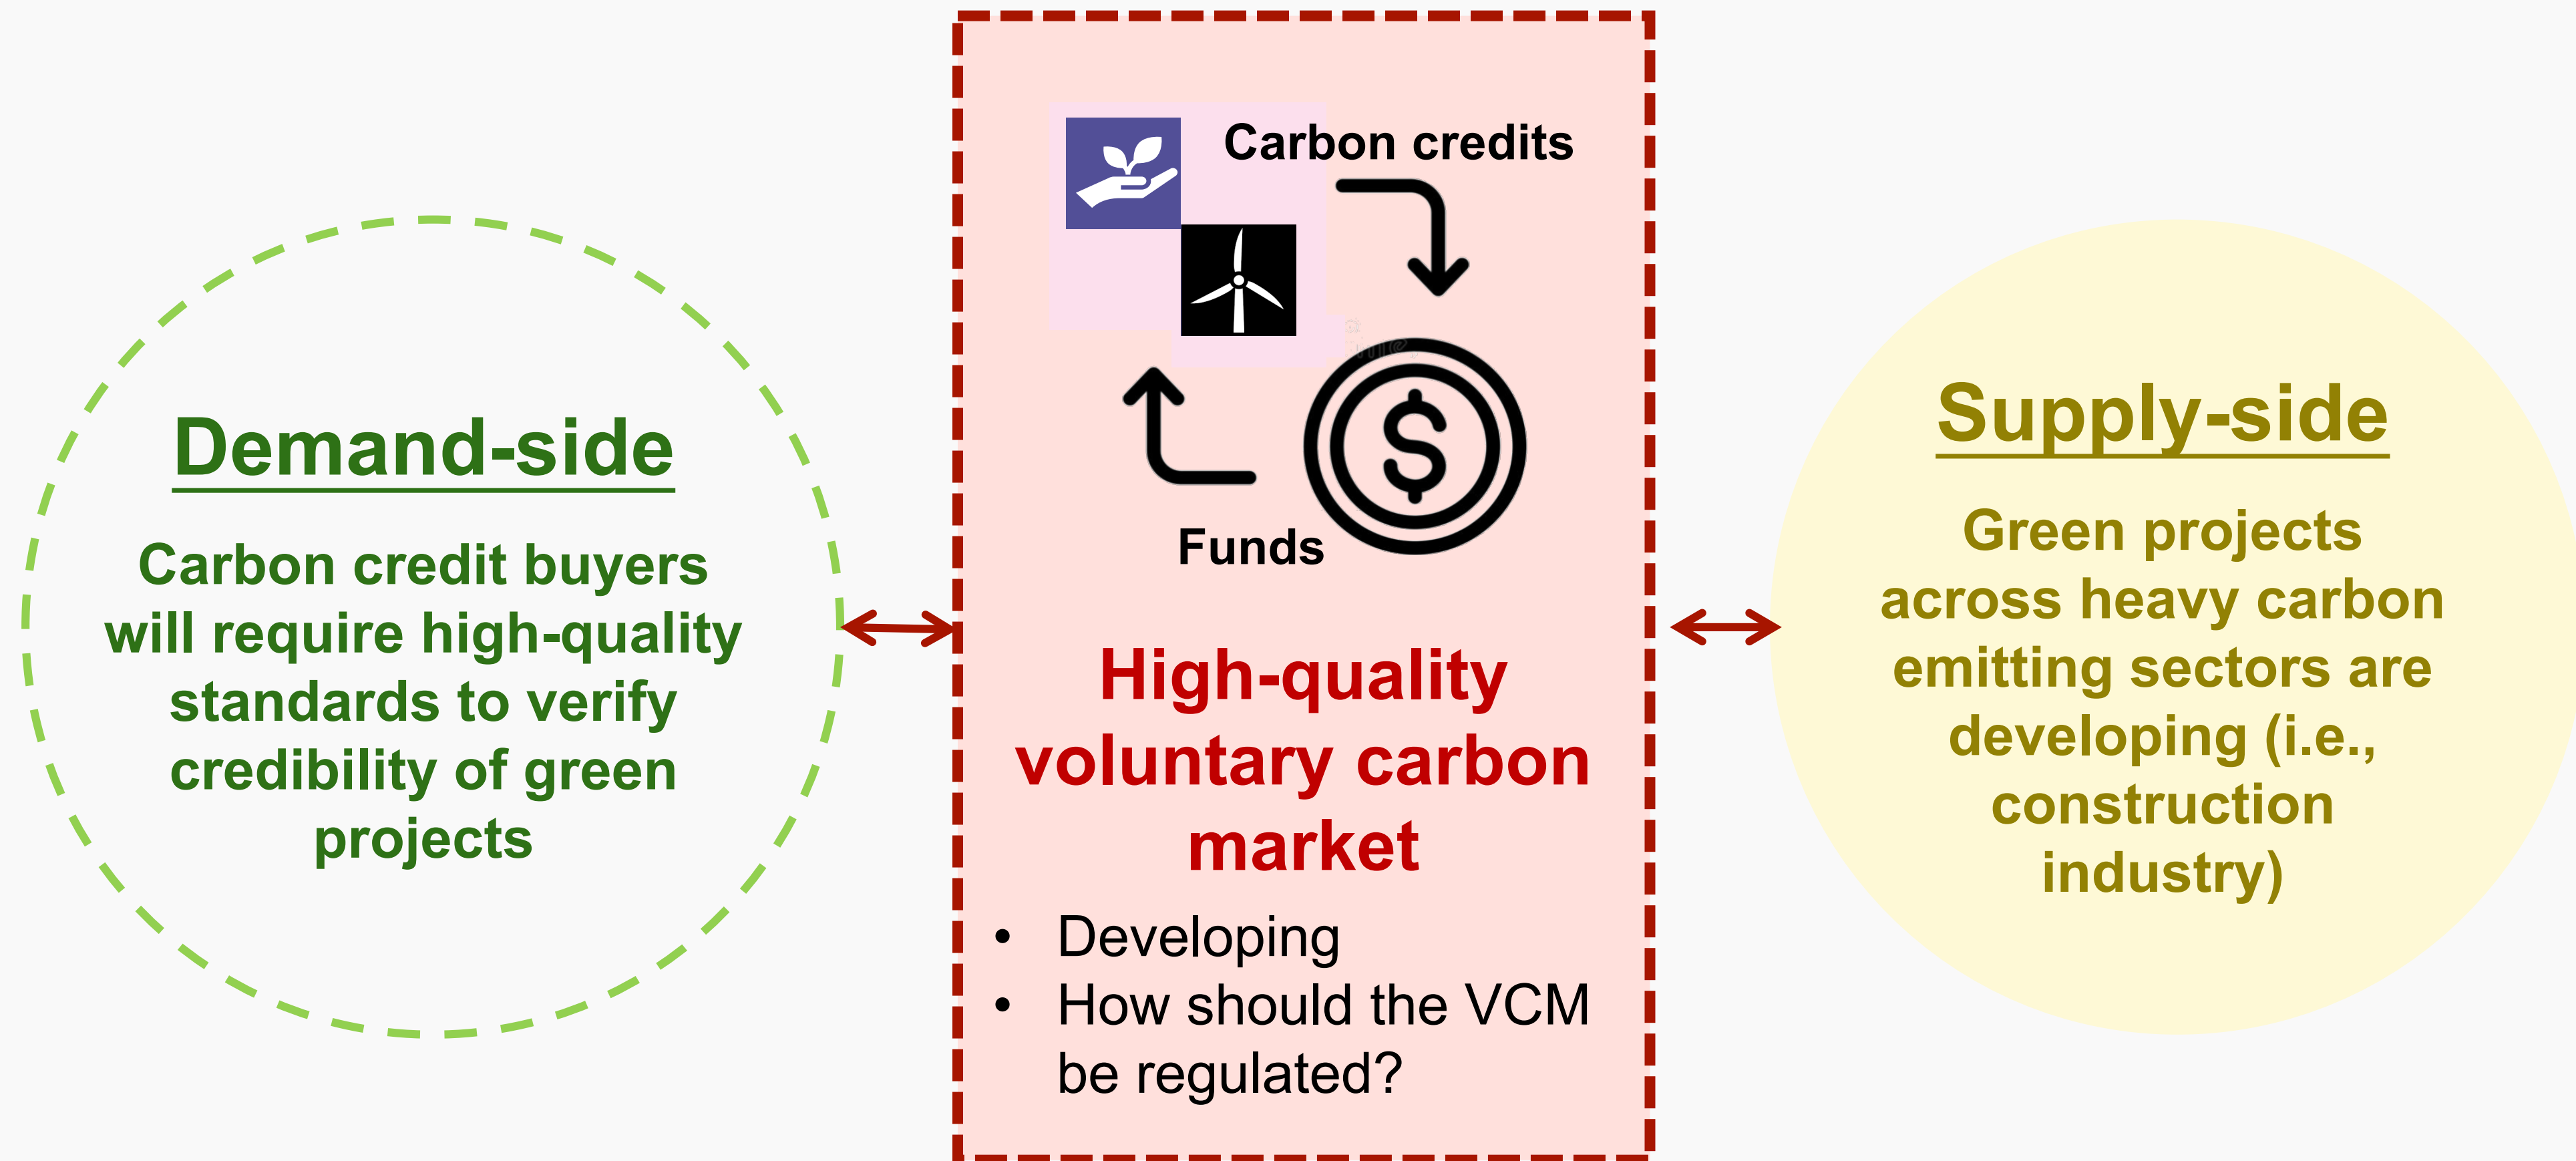 Demand-side
Carbon credit buyers
will require high-quality
standards to verify
credibility of green
projects
Carbon credits
$
Funds
High-quality
voluntary carbon
market
• Developing
• How should the VCM
be regulated?
Supply-side
Green projects
across heavy carbon
emitting sectors are
developing (i.e.,
construction
industry)